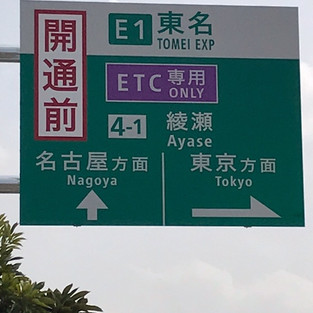 開通前
E1 東名
TOMEI EXP
ETC 専用
ONLY
4-1 綾瀬
Ayase
名古屋方面
Nagoya
東京方面
Tokyo